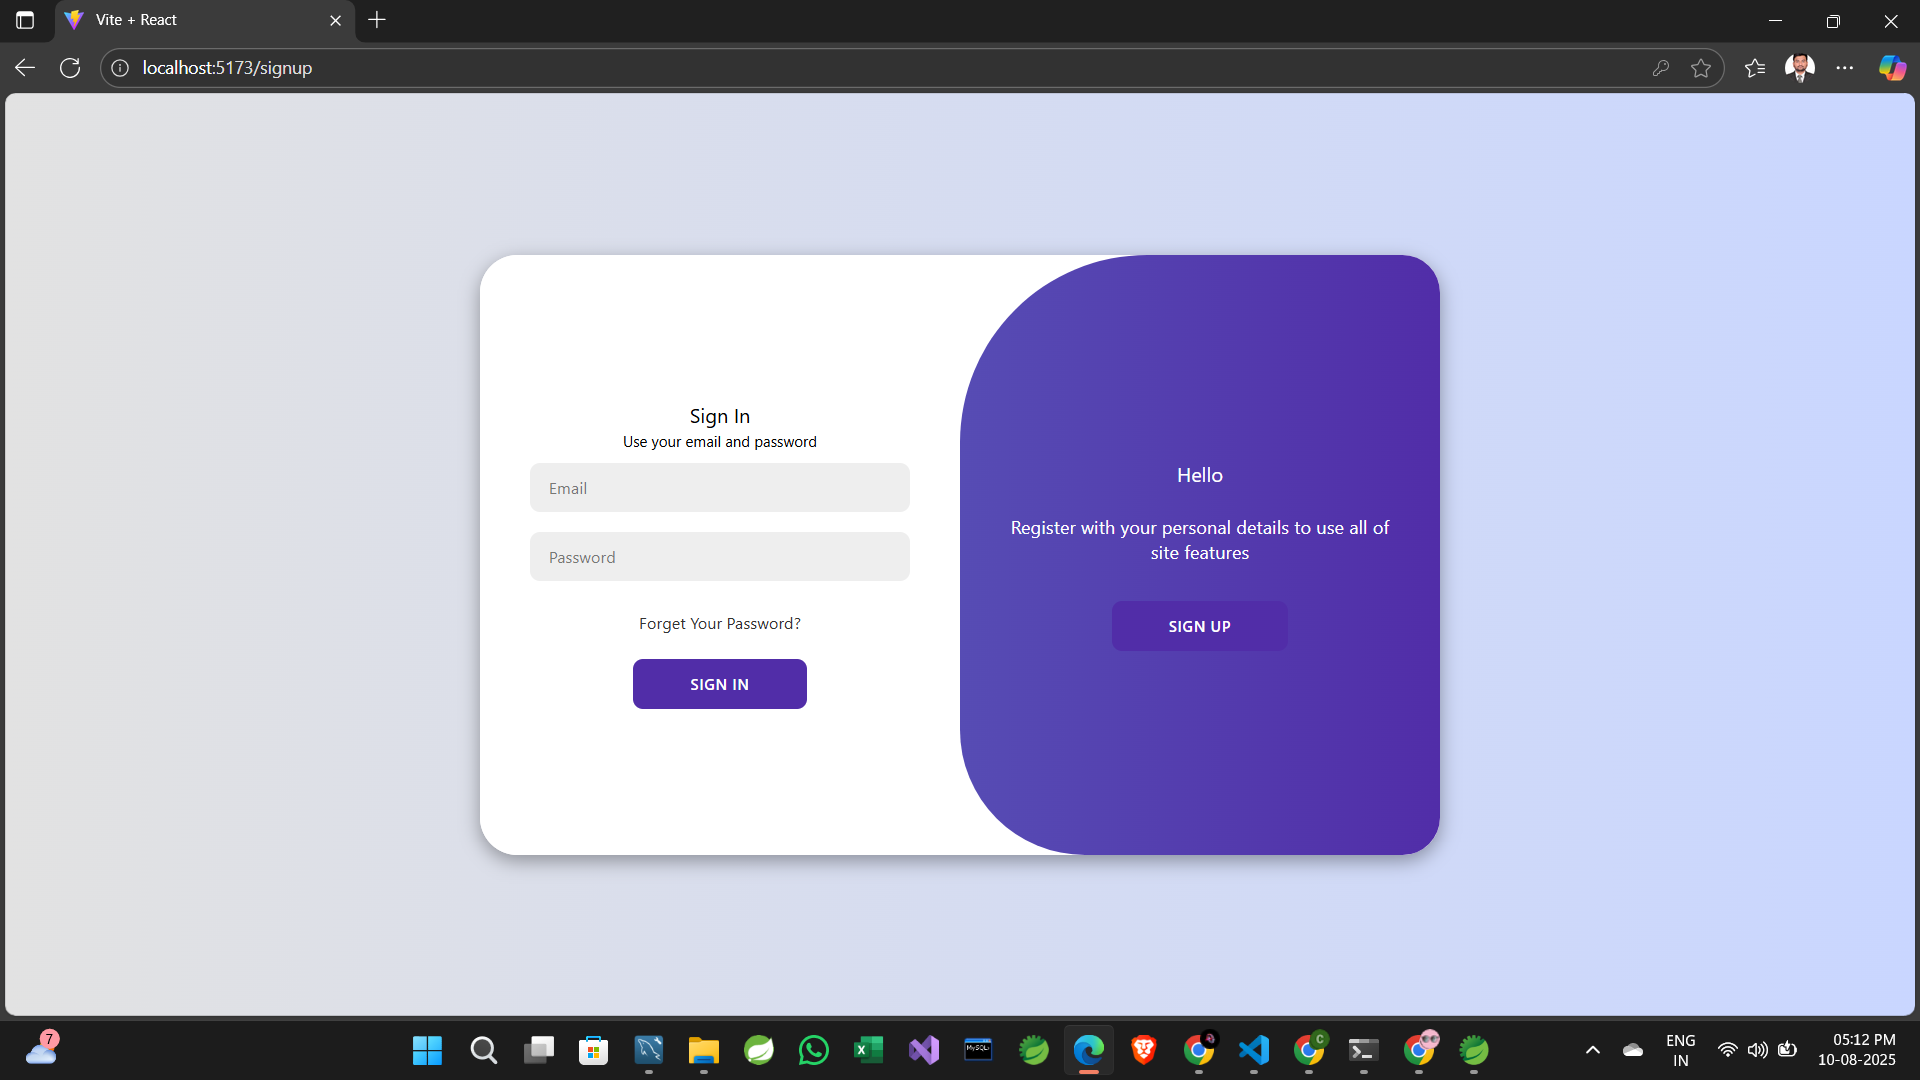 Vite + React
localhost:5173/signup
Sign In
Use your email and password
Email
Password
Forget Your Password?
SIGN IN
Hello
Register with your personal details to use all of
site features
SIGN UP
7
C
ENG
IN
05:12 PM
10-08-2025